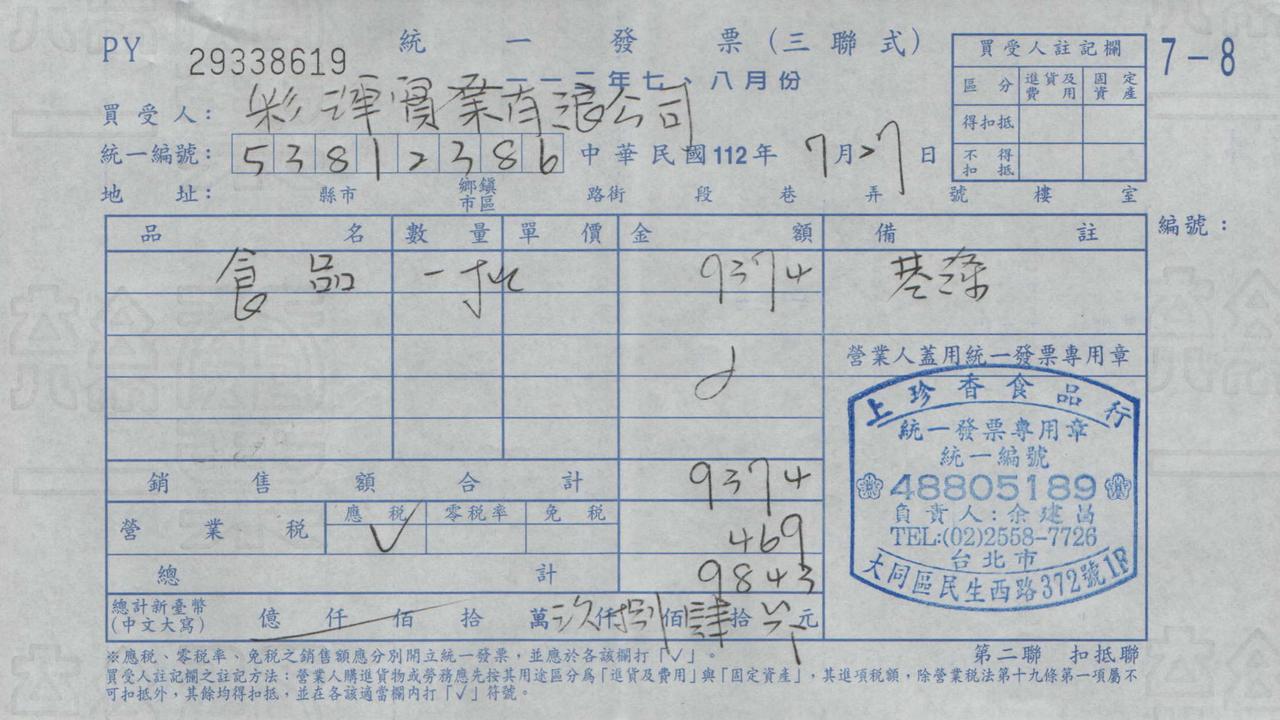 PY 29338619 統一發票(三聯式) 7-8
一一二年七、八月份
買受人: 彩澕實業有限公司
統一編號: 53812386 中華民國112年 7月27日
地址: 縣市 鄉鎮市區 路街 段 巷 弄 號 樓 室
買受人註記欄
區分 進貨及費用 固定資產
得扣抵
不得扣抵
編號:
品名 數量 單價 金額 備註
食品 一批 9374
銷售額合計 9374
營業稅 應稅 V 零稅率 免稅 469
總計 9843
總計新臺幣(中文大寫) 億 仟 佰 拾 萬 仟 捌佰 肆拾 元
營業人蓋用統一發票專用章
上珍香食品行
統一發票專用章
統一編號
48805189
負責人:余建昌
TEL:(02)2558-7726
台北市
大同區民生西路372號1F
※應稅、零稅率、免稅之銷售額應分別開立統一發票,並應於各該欄打「√」。
第二聯 扣抵聯
買受人註記欄之註記方法:營業人購進貨物或勞務應先按其用途區分為「進貨及費用」與「固定資產」,其進項稅額,除營業稅法第十九條第一項屬不
可扣抵外,其餘均得扣抵,並在各該適當欄內打「√」符號。